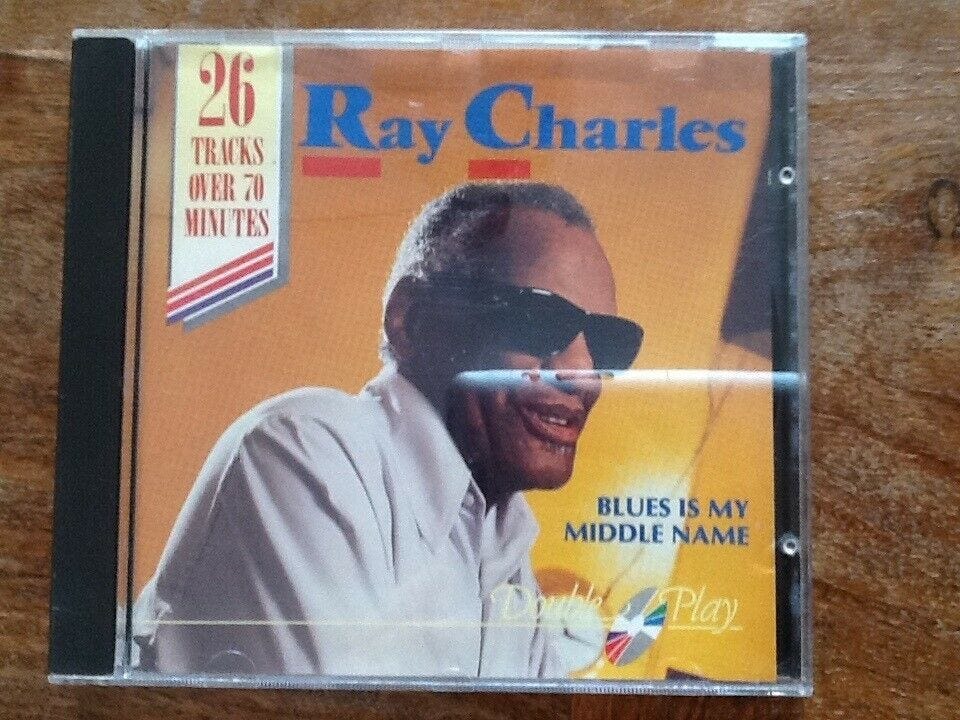 26
TRACKS
OVER 70
MINUTES
Ray Charles
BLUES IS MY
MIDDLE NAME
Double Play